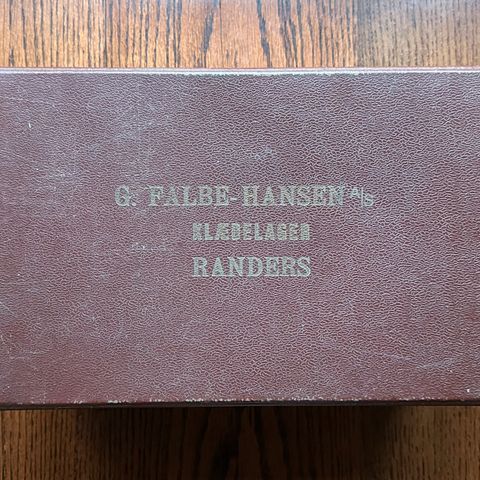 G. FALBE-HANSEN A/S
KLÆDELAGER
RANDERS